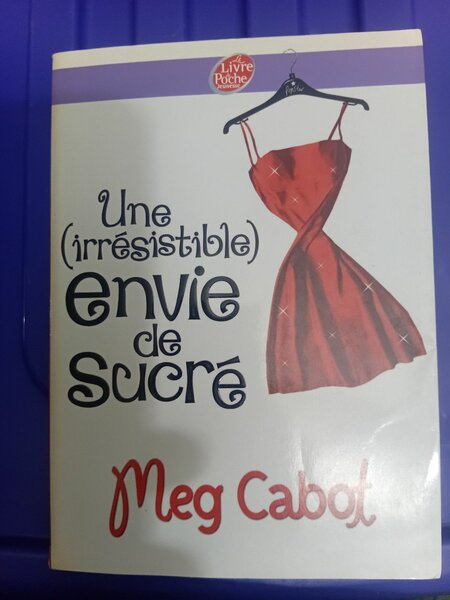 Le
Livre
de
Poche
Jeunesse
Une
(irrésistible)
envie
de
sucré
Meg Cabot